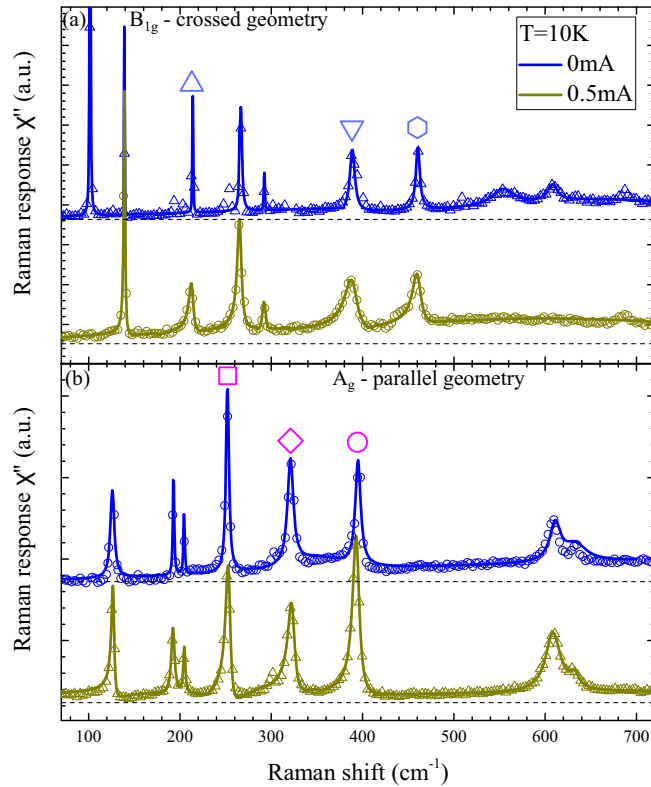 (a) B1g - crossed geometry
T=10K
0mA
0.5mA
Raman response χ'' (a.u.)
(b) Ag - parallel geometry
Raman response χ'' (a.u.)
100 200 300 400 500 600 700
Raman shift (cm-1)